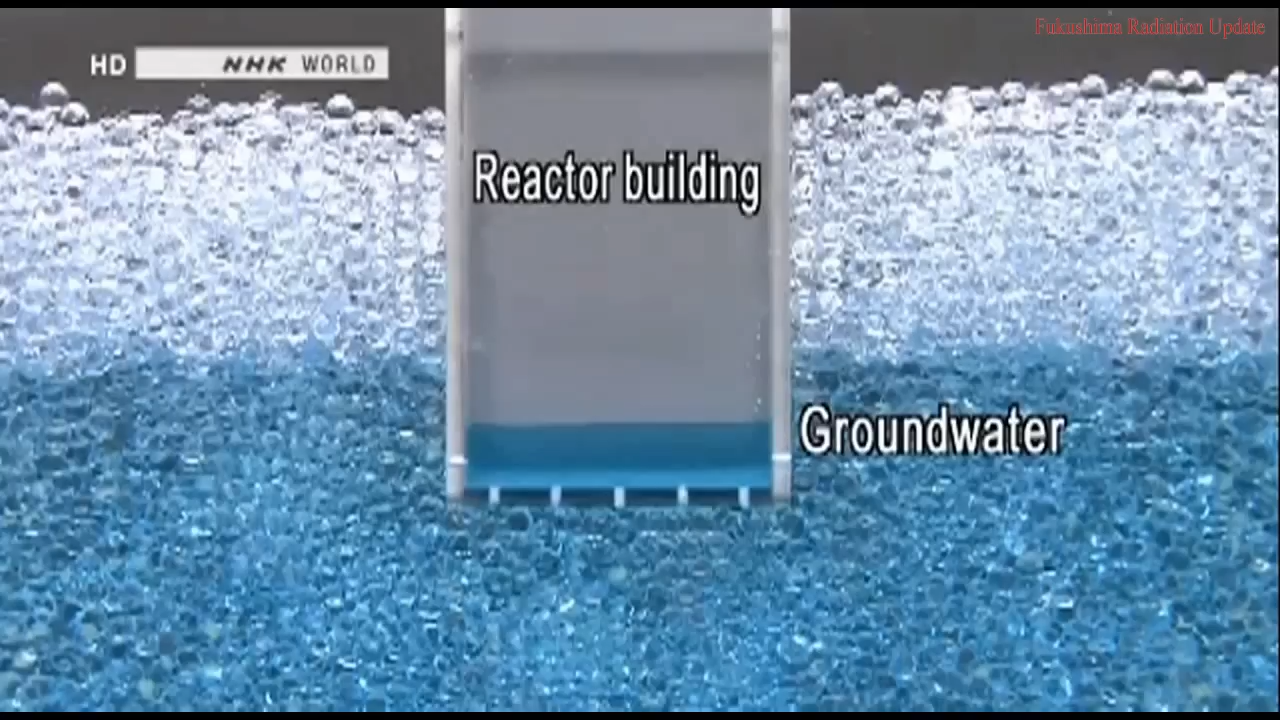 Fukushima Radiation Update
HD NHK WORLD
Reactor building
Groundwater